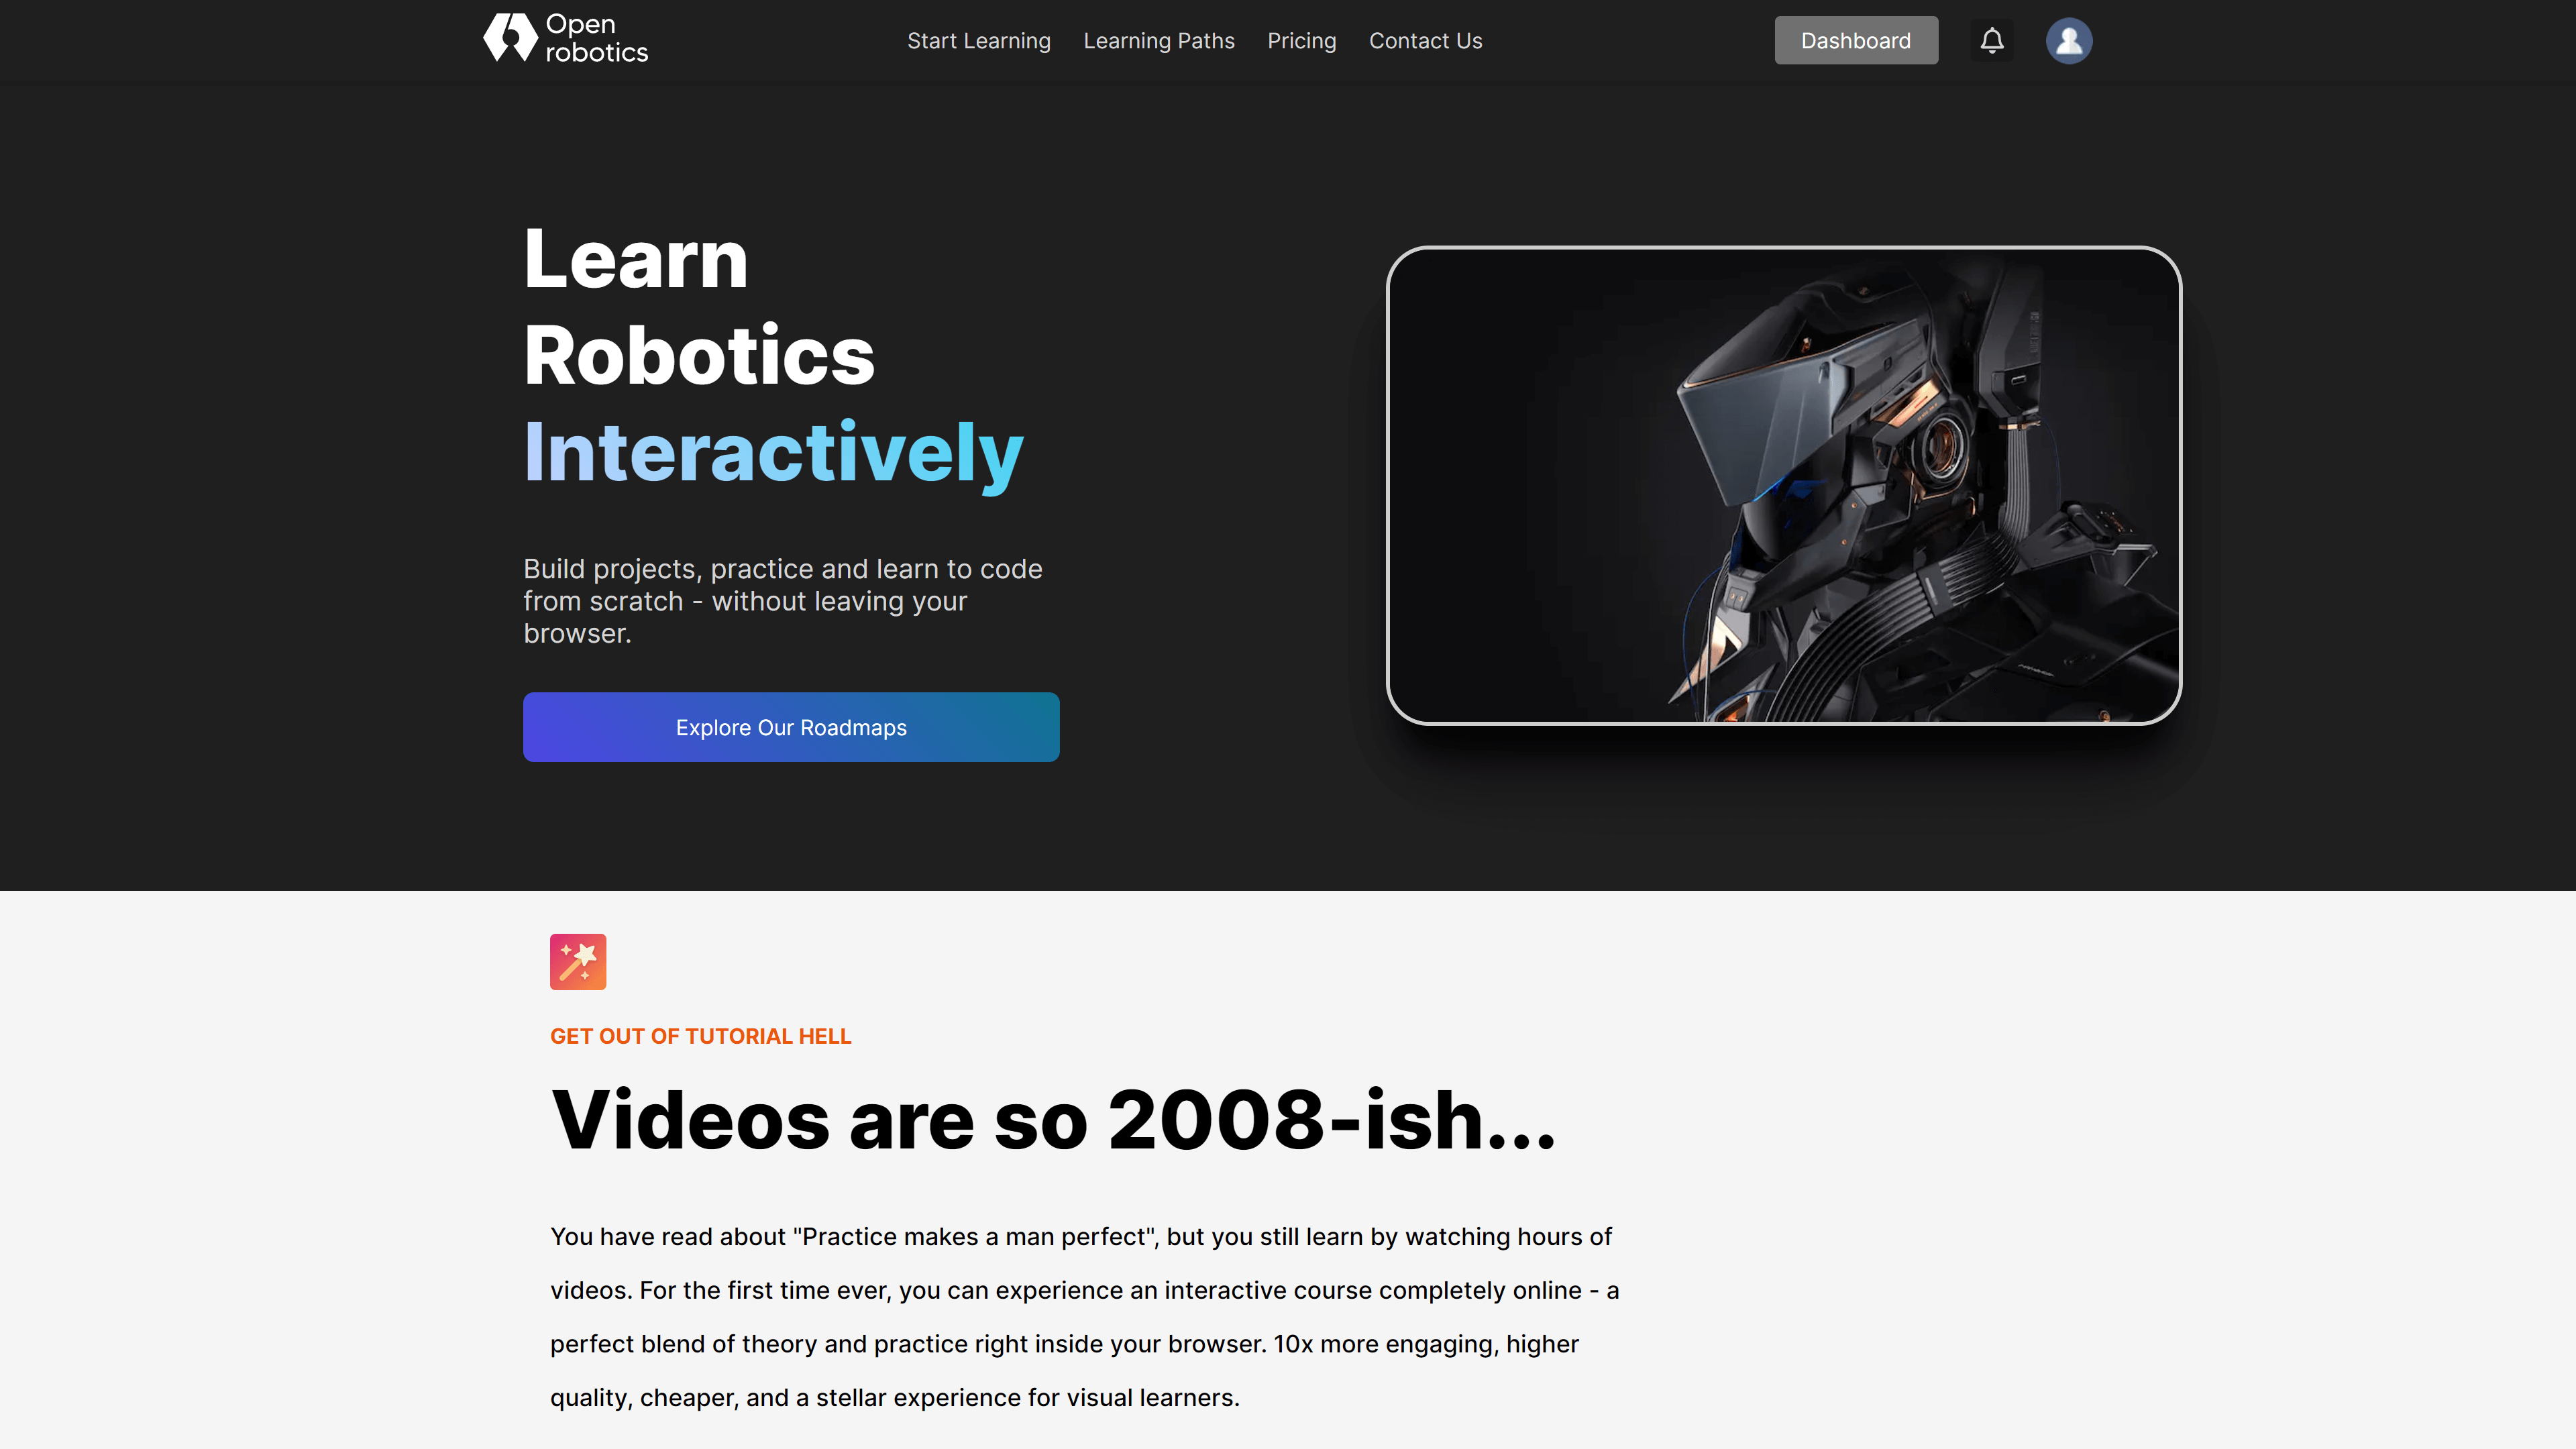 Open
robotics
Start Learning
Learning Paths
Pricing
Contact Us
Dashboard
Learn
Robotics
Interactively
Build projects, practice and learn to code
from scratch - without leaving your
browser.
Explore Our Roadmaps
GET OUT OF TUTORIAL HELL
Videos are so 2008-ish...
You have read about "Practice makes a man perfect", but you still learn by watching hours of
videos. For the first time ever, you can experience an interactive course completely online - a
perfect blend of theory and practice right inside your browser. 10x more engaging, higher
quality, cheaper, and a stellar experience for visual learners.